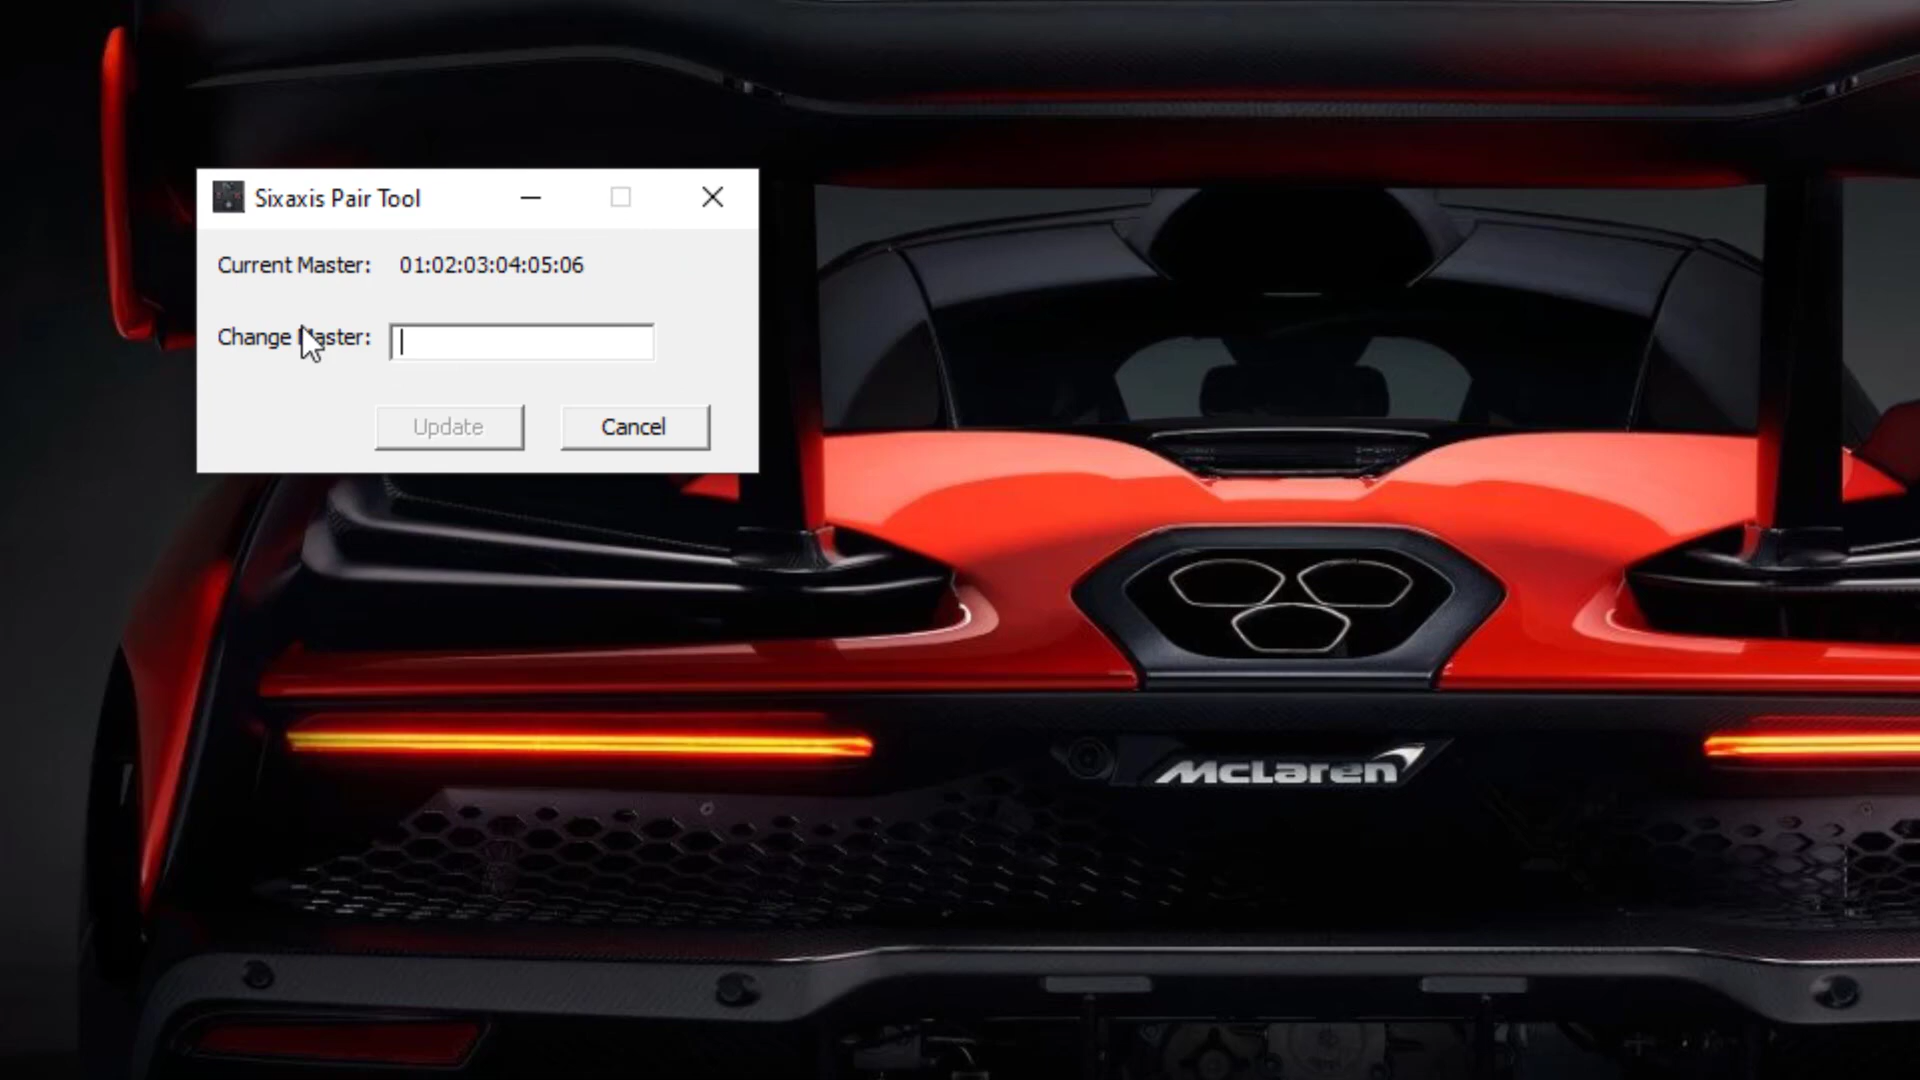 Sixaxis Pair Tool
Current Master: 01:02:03:04:05:06
Change Master:
Update Cancel
McLaren